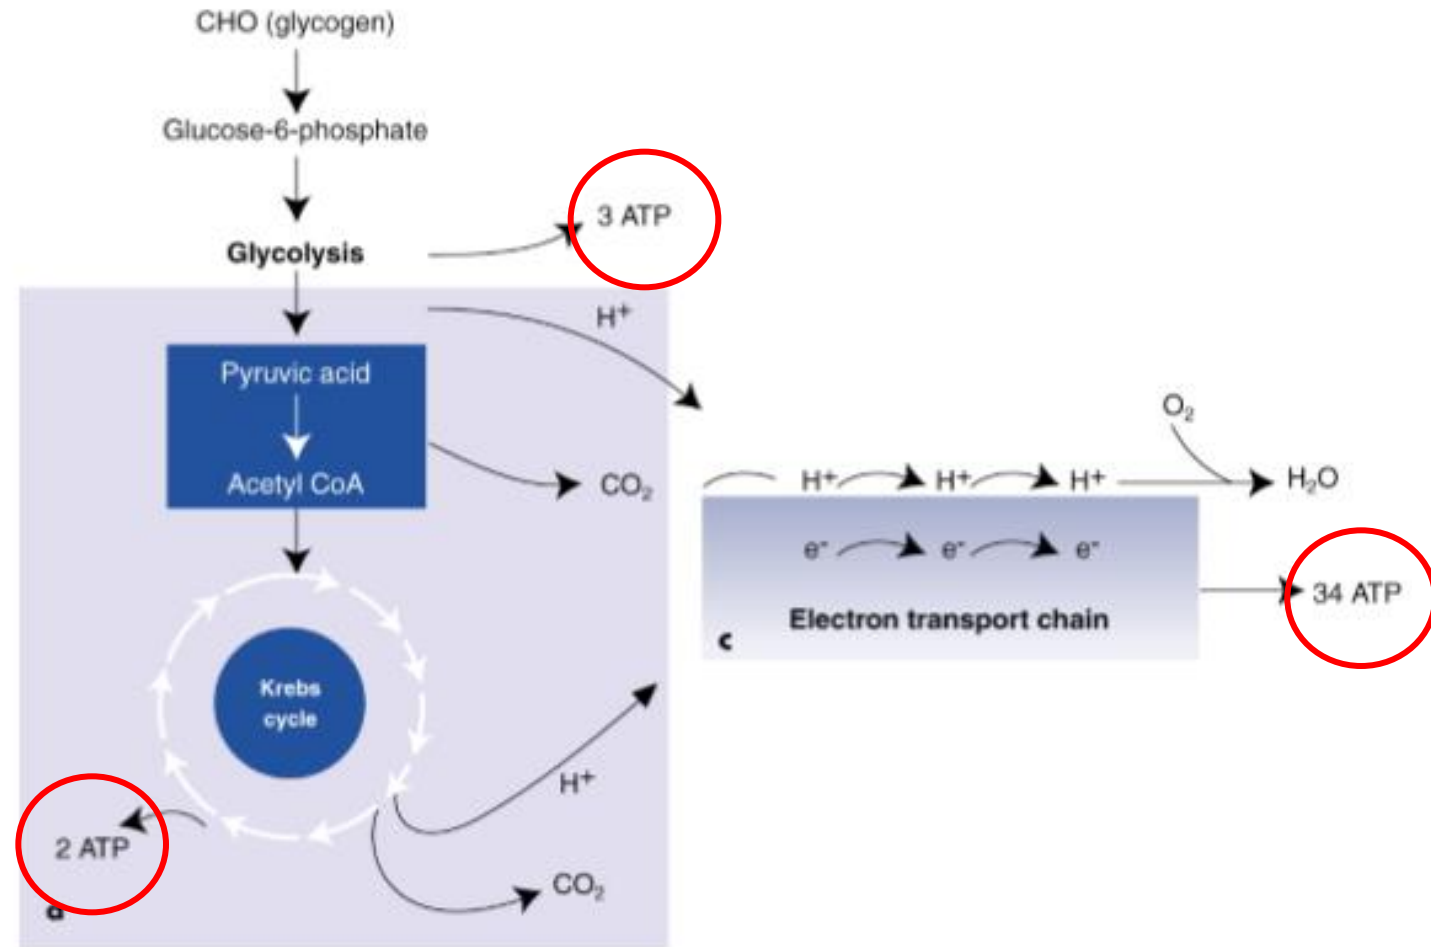 CHO (glycogen)
Glucose-6-phosphate
Glycolysis
3 ATP
H+
Pyruvic acid
Acetyl CoA
CO₂
Krebs
cycle
2 ATP
H+
CO₂
d
O₂
H+ H+ H+
H₂O
e- e- e-
Electron transport chain
c
34 ATP